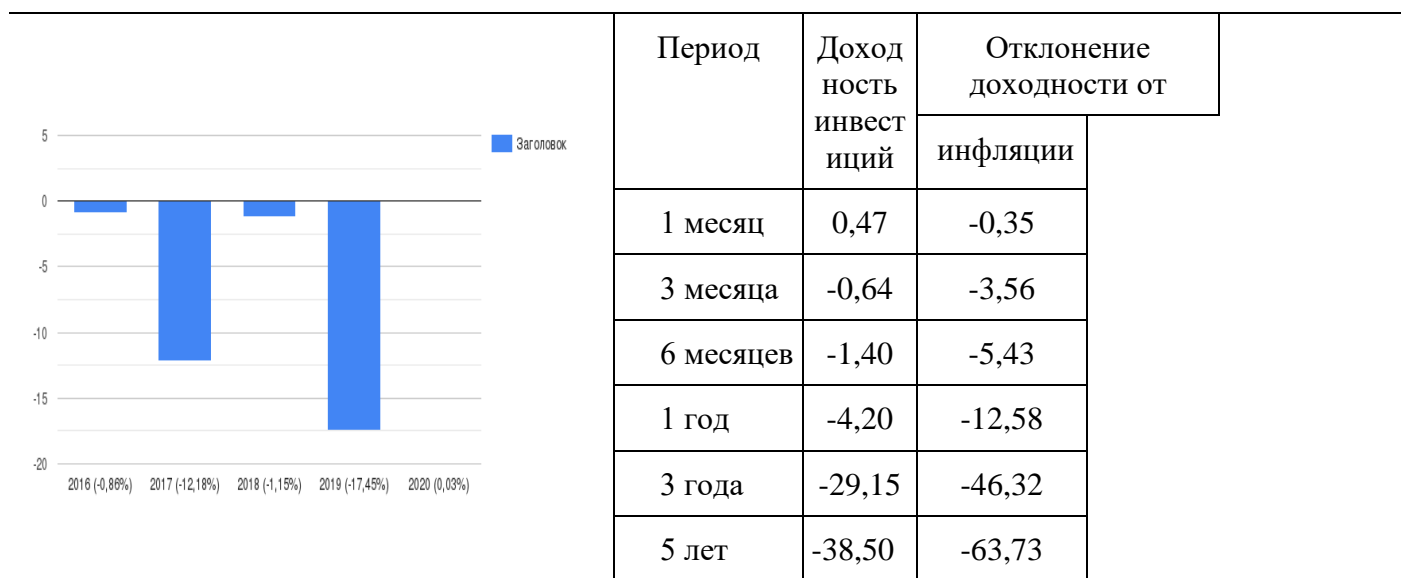 5
0
-5
-10
-15
-20
2016 (-0,86%) 2017 (-12,18%) 2018 (-1,15%) 2019 (-17,45%) 2020 (0,03%)
Заголовок
Период
Доход
ность
инвест
иций
Отклонение
доходности от
инфляции
1 месяц 0,47 -0,35
3 месяца -0,64 -3,56
6 месяцев -1,40 -5,43
1 год -4,20 -12,58
3 года -29,15 -46,32
5 лет -38,50 -63,73